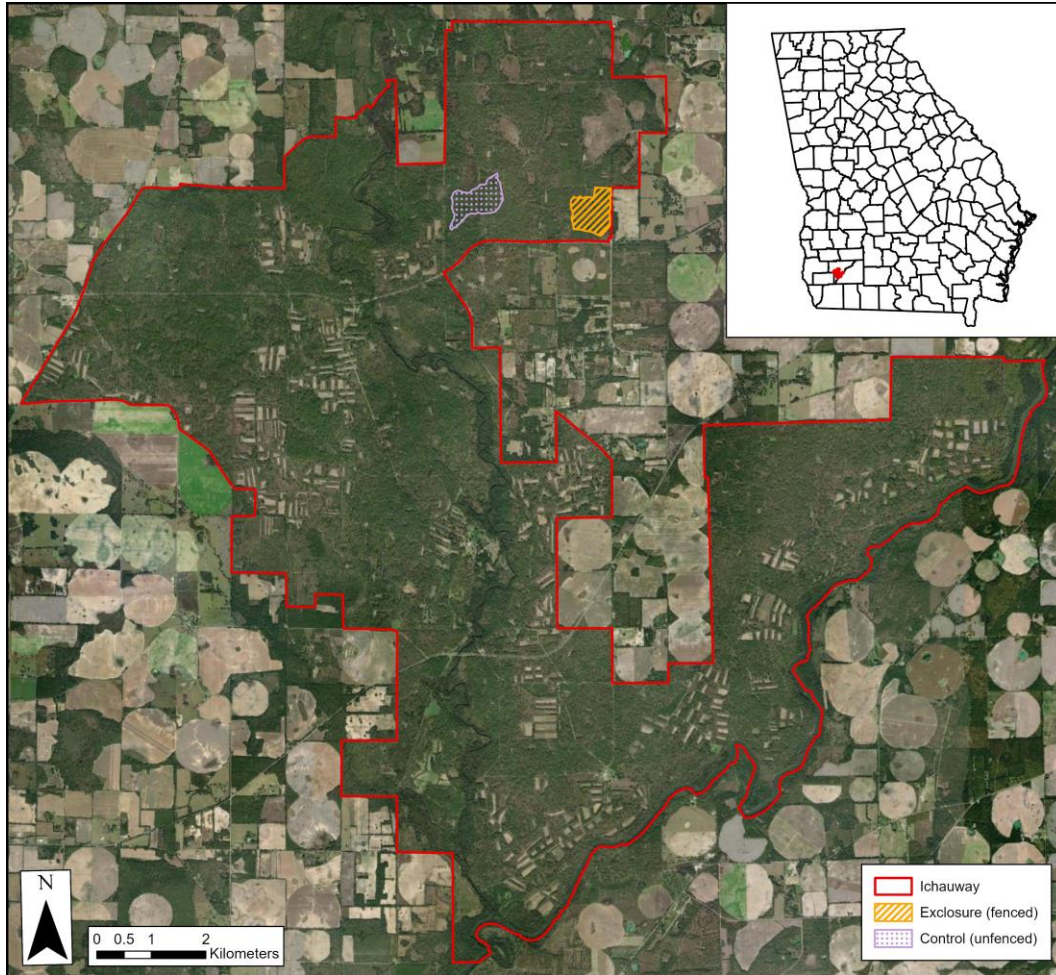 N
0 0.5 1 2
Kilometers
Ichauway
Exclosure (fenced)
Control (unfenced)